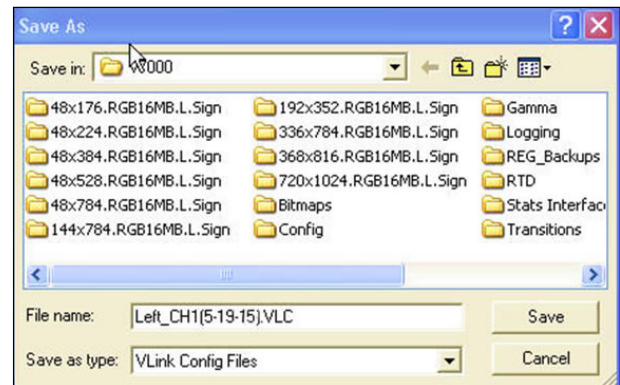 Save As
Save in: V7000
48x176.RGB16MB.L.Sign 192x352.RGB16MB.L.Sign Gamma
48x224.RGB16MB.L.Sign 336x784.RGB16MB.L.Sign Logging
48x384.RGB16MB.L.Sign 368x816.RGB16MB.L.Sign REG_Backups
48x528.RGB16MB.L.Sign 720x1024.RGB16MB.L.Sign RTD
48x784.RGB16MB.L.Sign Bitmaps Stats Interfac
144x784.RGB16MB.L.Sign Config Transitions
File name: Left_CH1(5-19-15).VLC Save
Save as type: VLink Config Files Cancel